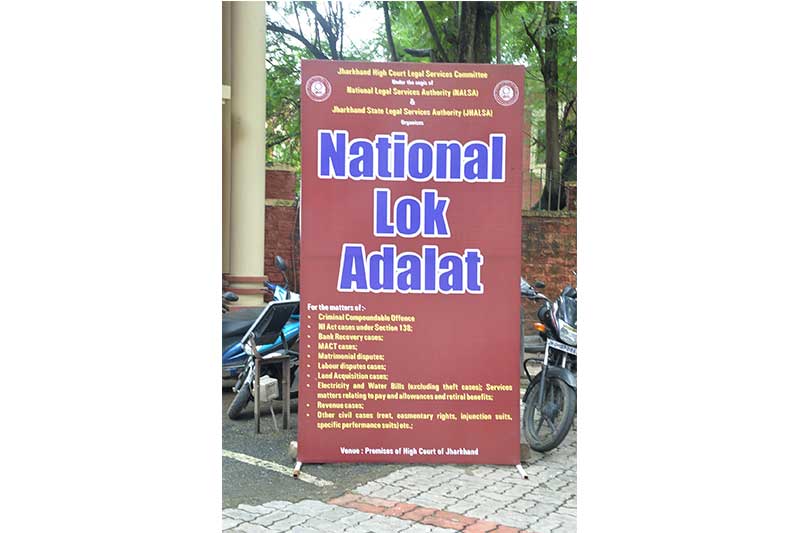 Jharkhand High Court Legal Services Committee
Under the aegis of
National Legal Services Authority (NALSA)
&
Jharkhand State Legal Services Authority (JHALSA)
Organises
National
Lok
Adalat
For the matters of :-
• Criminal Compoundable Offence
• NI Act cases under Section 138;
• Bank Recovery cases;
• MACT cases;
• Matrimonial disputes;
• Labour disputes cases;
• Land Acquisition cases;
• Electricity and Water Bills (excluding theft cases); Services
matters relating to pay and allowances and retiral benefits;
• Revenue cases;
• Other civil cases (rent, easmentary rights, injunction suits,
specific performance suits) etc.;
Venue : Premises of High Court of Jharkhand